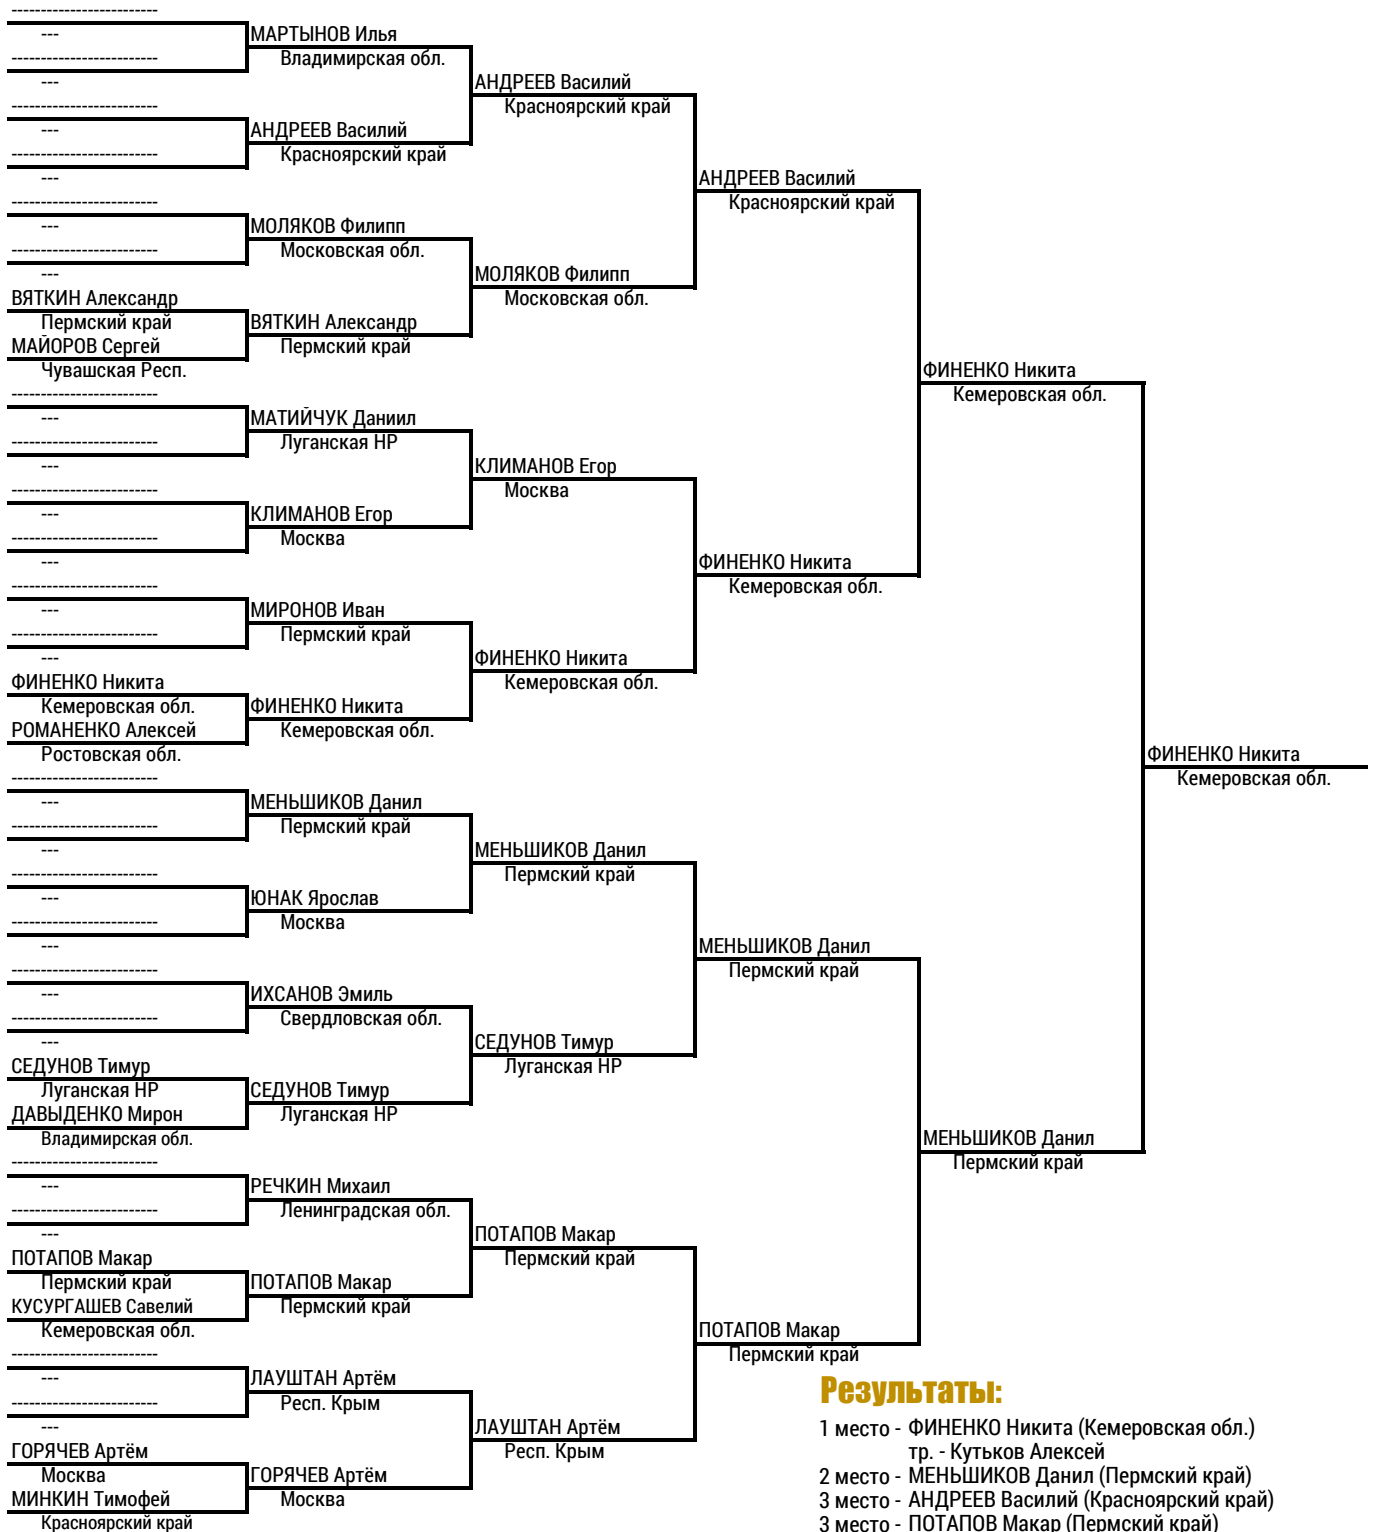 -------------------------
---
-------------------------
---
-------------------------
---
-------------------------
---
-------------------------
---
-------------------------
---
ВЯТКИН Александр
Пермский край
МАЙОРОВ Сергей
Чувашская Респ.
-------------------------
---
-------------------------
---
-------------------------
---
-------------------------
---
-------------------------
---
-------------------------
---
ФИНЕНКО Никита
Кемеровская обл.
РОМАНЕНКО Алексей
Ростовская обл.
-------------------------
---
-------------------------
---
-------------------------
---
-------------------------
---
-------------------------
---
-------------------------
---
СЕДУНОВ Тимур
Луганская НР
ДАВЫДЕНКО Мирон
Владимирская обл.
-------------------------
---
-------------------------
---
ПОТАПОВ Макар
Пермский край
КУСУРГАШЕВ Савелий
Кемеровская обл.
-------------------------
---
-------------------------
---
ГОРЯЧЕВ Артём
Москва
МИНКИН Тимофей
Красноярский край
МАРТЫНОВ Илья
Владимирская обл.
АНДРЕЕВ Василий
Красноярский край
МОЛЯКОВ Филипп
Московская обл.
ВЯТКИН Александр
Пермский край
МАТИЙЧУК Даниил
Луганская НР
КЛИМАНОВ Егор
Москва
МИРОНОВ Иван
Пермский край
ФИНЕНКО Никита
Кемеровская обл.
МЕНЬШИКОВ Данил
Пермский край
ЮНАК Ярослав
Москва
ИХСАНОВ Эмиль
Свердловская обл.
СЕДУНОВ Тимур
Луганская НР
РЕЧКИН Михаил
Ленинградская обл.
ПОТАПОВ Макар
Пермский край
ЛАУШТАН Артём
Респ. Крым
ГОРЯЧЕВ Артём
Москва
АНДРЕЕВ Василий
Красноярский край
МОЛЯКОВ Филипп
Московская обл.
КЛИМАНОВ Егор
Москва
ФИНЕНКО Никита
Кемеровская обл.
МЕНЬШИКОВ Данил
Пермский край
СЕДУНОВ Тимур
Луганская НР
ПОТАПОВ Макар
Пермский край
ЛАУШТАН Артём
Респ. Крым
АНДРЕЕВ Василий
Красноярский край
ФИНЕНКО Никита
Кемеровская обл.
МЕНЬШИКОВ Данил
Пермский край
ПОТАПОВ Макар
Пермский край
ФИНЕНКО Никита
Кемеровская обл.
МЕНЬШИКОВ Данил
Пермский край
ФИНЕНКО Никита
Кемеровская обл.
Результаты:
1 место - ФИНЕНКО Никита (Кемеровская обл.)
тр. - Кутьков Алексей
2 место - МЕНЬШИКОВ Данил (Пермский край)
3 место - АНДРЕЕВ Василий (Красноярский край)
3 место - ПОТАПОВ Макар (Пермский край)